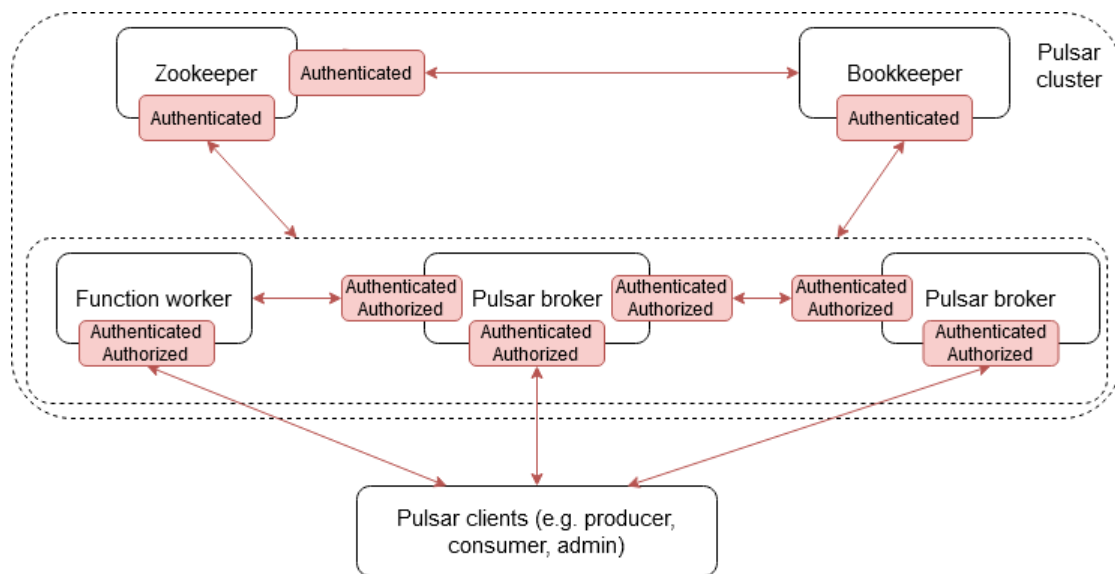 Zookeeper
Authenticated
Authenticated
Bookkeeper
Authenticated
Pulsar
cluster
Function worker
Authenticated
Authorized
Authenticated
Authorized
Pulsar broker
Authenticated
Authorized
Authenticated
Authorized
Authenticated
Authorized
Pulsar broker
Authenticated
Authorized
Pulsar clients (e.g. producer,
consumer, admin)